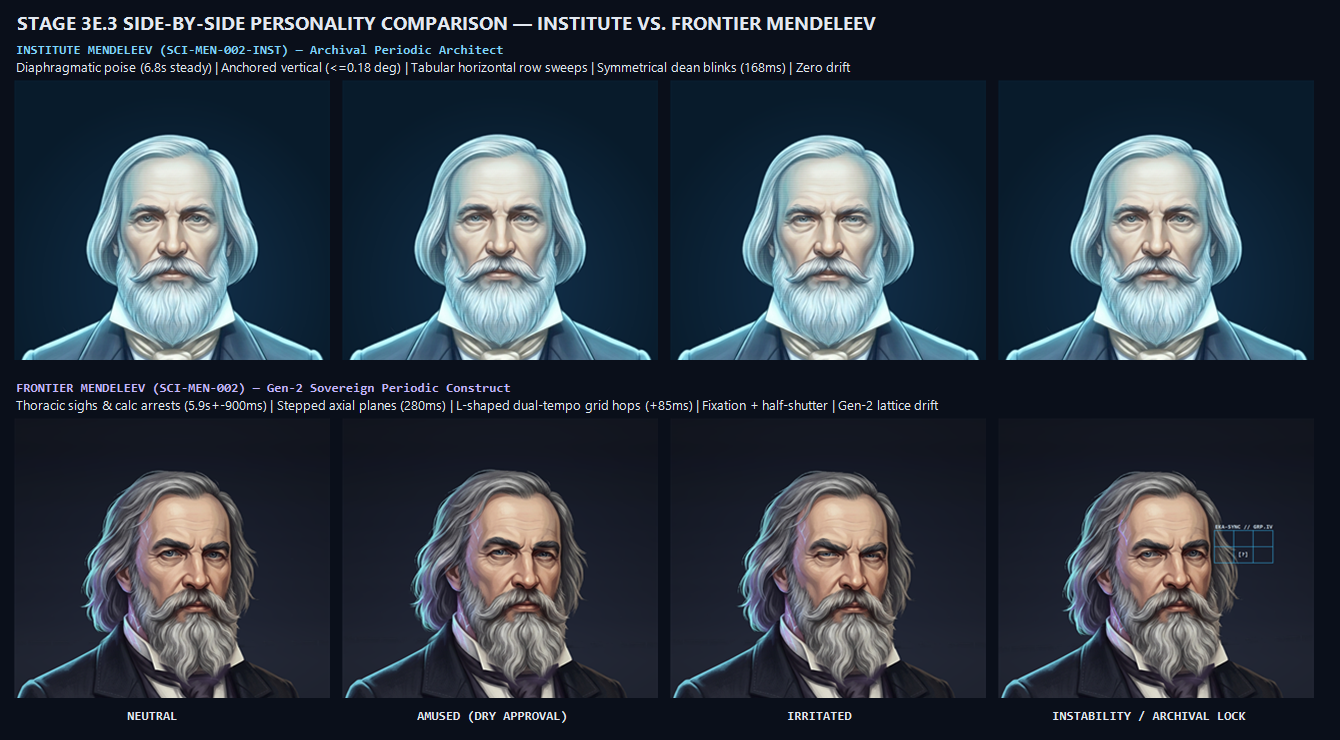 STAGE 3E.3 SIDE-BY-SIDE PERSONALITY COMPARISON — INSTITUTE VS. FRONTIER MENDELEEV
INSTITUTE MENDELEEV (SCI-MEN-002-INST) — Archival Periodic Architect
Diaphragmatic poise (6.8s steady) | Anchored vertical (<=0.18 deg) | Tabular horizontal row sweeps | Symmetrical dean blinks (168ms) | Zero drift
FRONTIER MENDELEEV (SCI-MEN-002) — Gen-2 Sovereign Periodic Construct
Thoracic sighs & calc arrests (5.9s+-900ms) | Stepped axial planes (280ms) | L-shaped dual-tempo grid hops (+85ms) | Fixation + half-shutter | Gen-2 lattice drift
EKA-SYNC // GRP.IV
[?]
NEUTRAL
AMUSED (DRY APPROVAL)
IRRITATED
INSTABILITY / ARCHIVAL LOCK